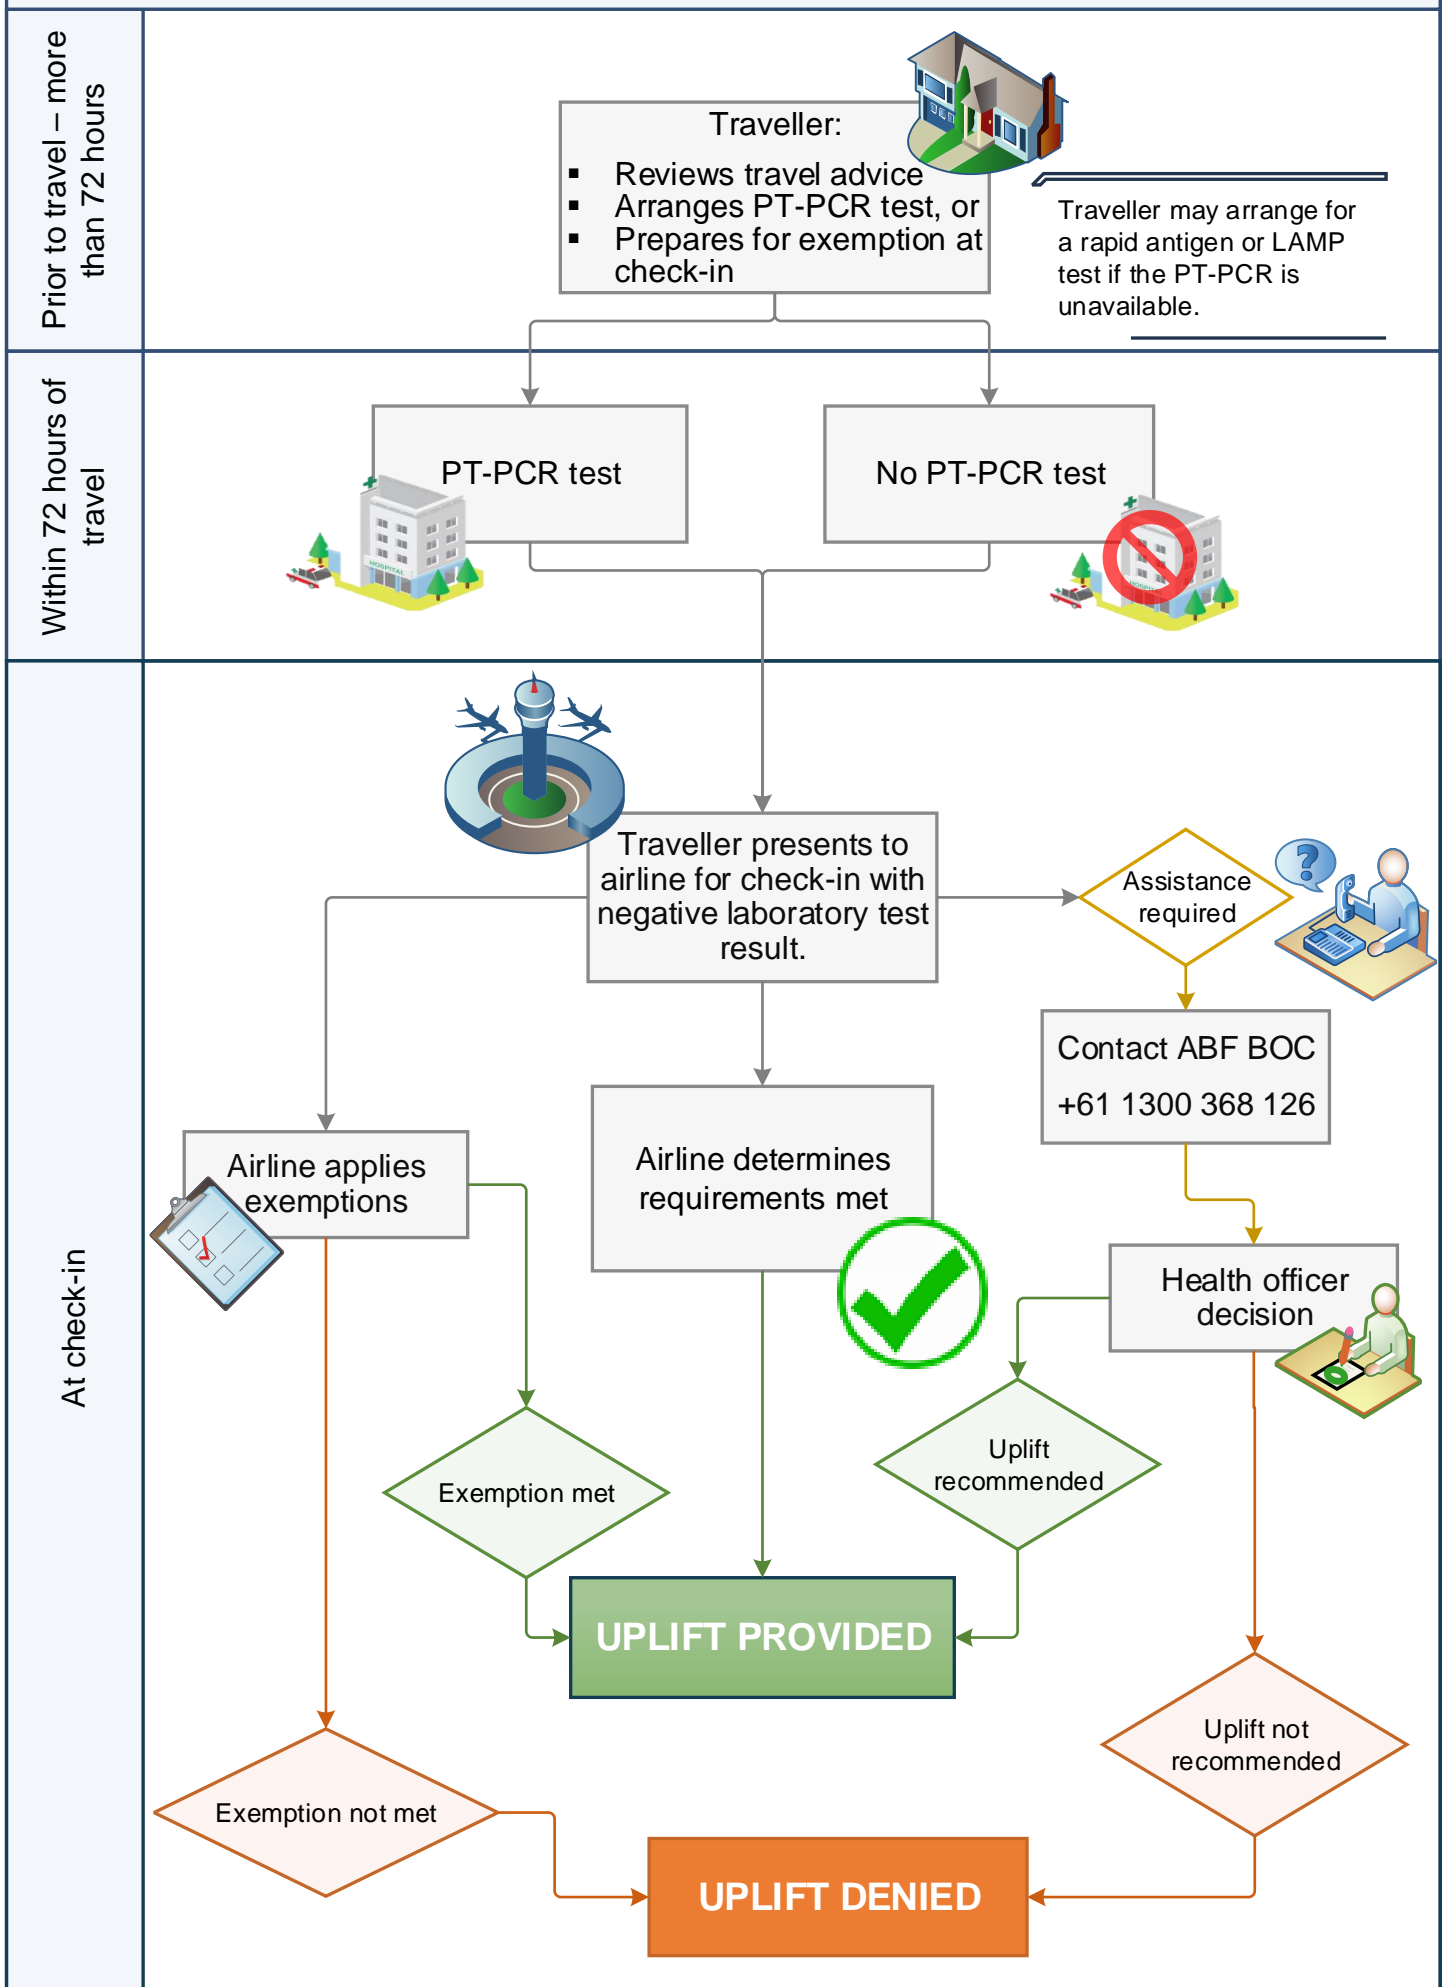 Prior to travel – more
than 72 hours
Traveller:
▪ Reviews travel advice
▪ Arranges PT-PCR test, or
▪ Prepares for exemption at
check-in
Traveller may arrange for
a rapid antigen or LAMP
test if the PT-PCR is
unavailable.
Within 72 hours of
travel
PT-PCR test
HOSPITAL
No PT-PCR test
HOSPITAL
At check-in
Traveller presents to
airline for check-in with
negative laboratory test
result.
Assistance
required
?
Contact ABF BOC
+61 1300 368 126
Airline applies
exemptions
Airline determines
requirements met
Health officer
decision
Exemption met
Uplift
recommended
UPLIFT PROVIDED
Exemption not met
Uplift not
recommended
UPLIFT DENIED